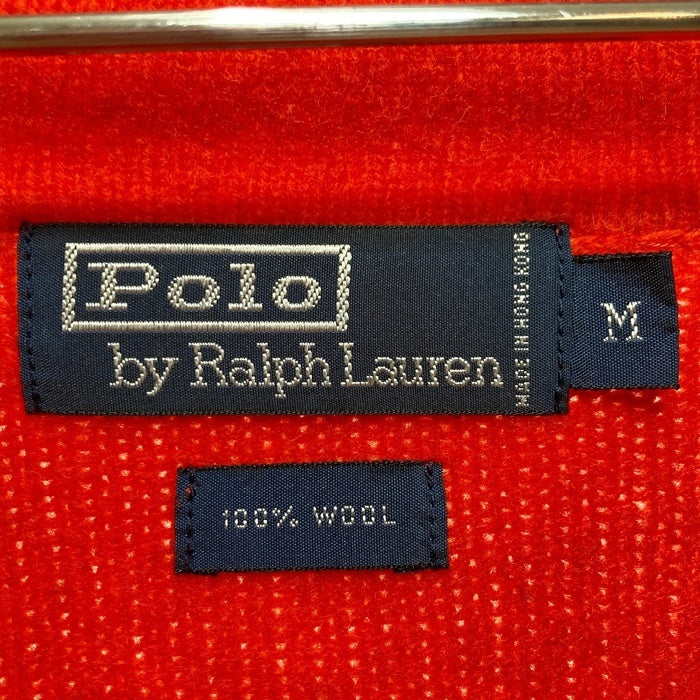 Polo
by Ralph Lauren
MADE IN HONG KONG
M
100% WOOL